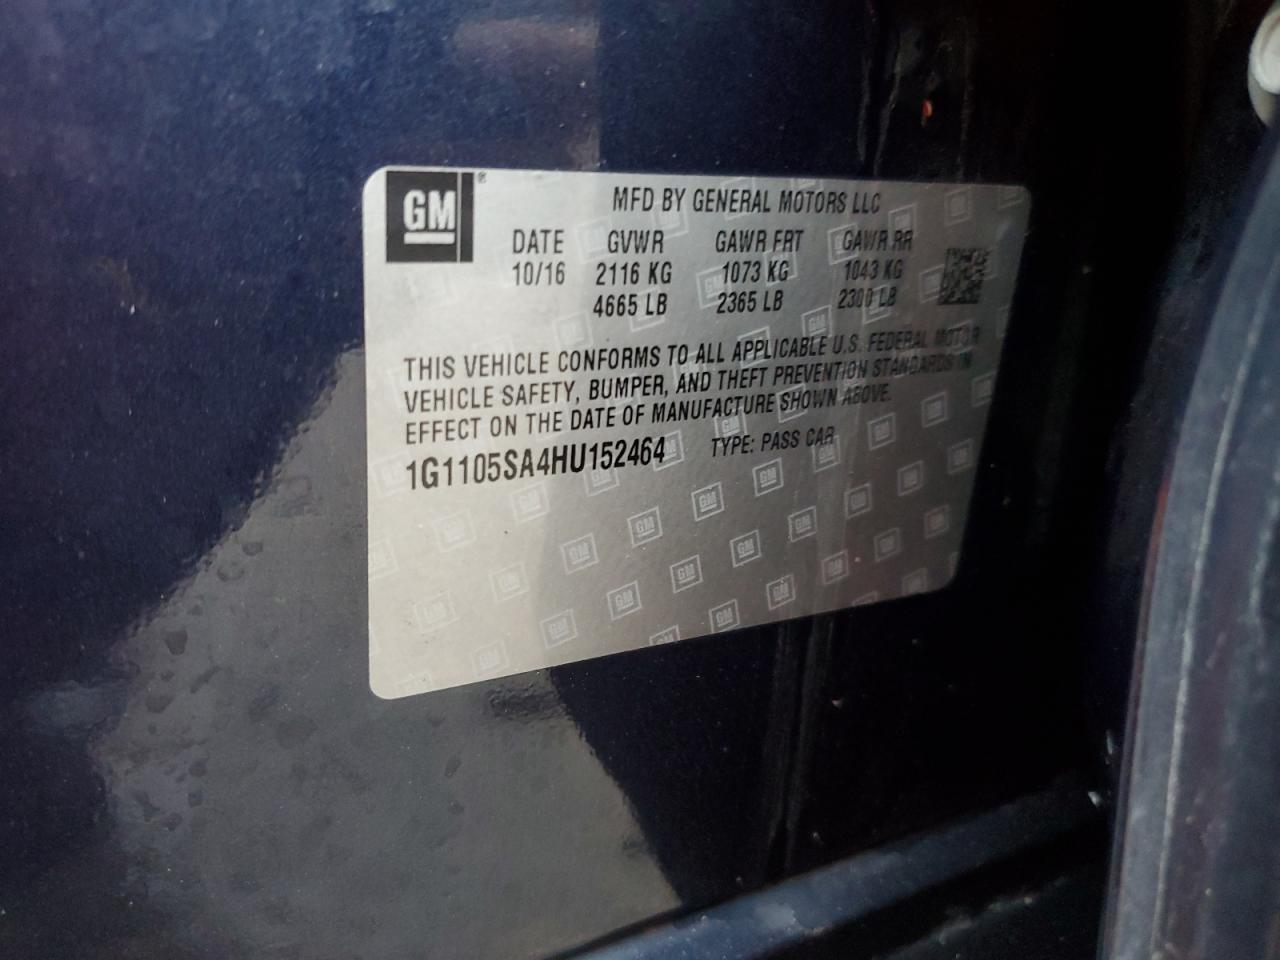 GM ®
MFD BY GENERAL MOTORS LLC
DATE GVWR GAWR FRT GAWR RR
10/16 2116 KG 1073 KG 1043 KG
4665 LB 2365 LB 2300 LB
THIS VEHICLE CONFORMS TO ALL APPLICABLE U.S. FEDERAL MOTOR
VEHICLE SAFETY, BUMPER, AND THEFT PREVENTION STANDARDS IN
EFFECT ON THE DATE OF MANUFACTURE SHOWN ABOVE.
1G1105SA4HU152464 TYPE: PASS CAR